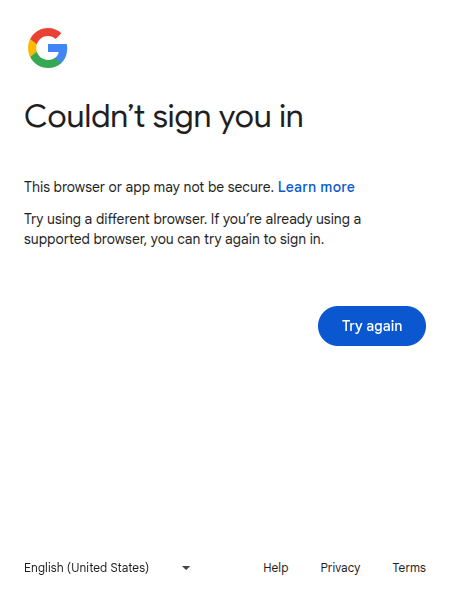 Couldn’t sign you in
This browser or app may not be secure. Learn more
Try using a different browser. If you’re already using a
supported browser, you can try again to sign in.
Try again
English (United States) Help Privacy Terms